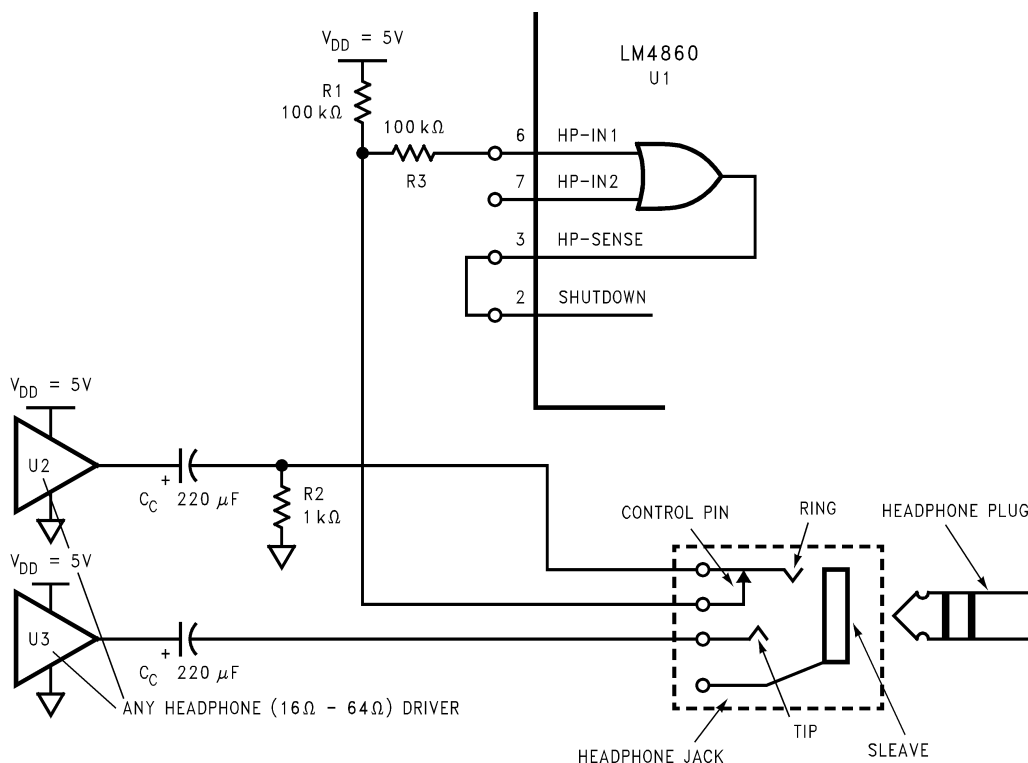 V_DD = 5V
LM4860
U1
R1
100 kΩ
100 kΩ
R3
6 HP-IN1
7 HP-IN2
3 HP-SENSE
2 SHUTDOWN
V_DD = 5V
U2
+
C_C 220 μF
R2
1 kΩ
CONTROL PIN
RING
HEADPHONE PLUG
V_DD = 5V
U3
+
C_C 220 μF
ANY HEADPHONE (16Ω - 64Ω) DRIVER
TIP
SLEAVE
HEADPHONE JACK